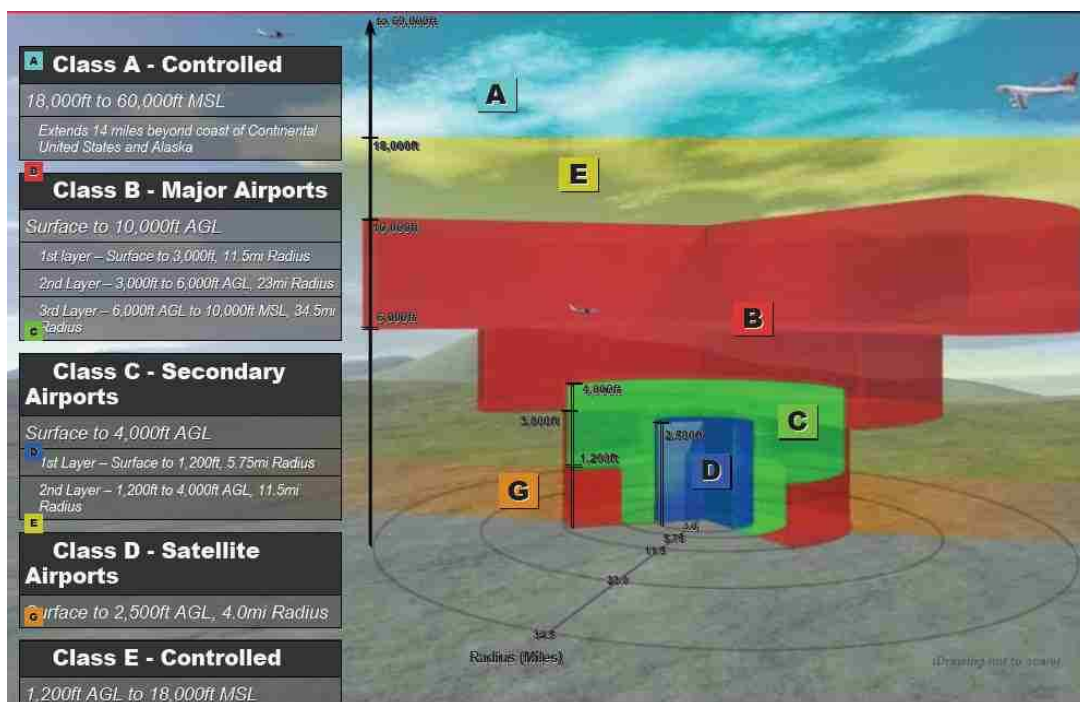 A Class A - Controlled
18,000ft to 60,000ft MSL
Extends 14 miles beyond coast of Continental
United States and Alaska
D
Class B - Major Airports
Surface to 10,000ft AGL
1st layer – Surface to 3,000ft, 11.5mi Radius
2nd Layer – 3,000ft to 6,000ft AGL, 23mi Radius
3rd Layer – 6,000ft AGL to 10,000ft MSL, 34.5mi
Radius
C
Class C - Secondary
Airports
Surface to 4,000ft AGL
D
1st Layer – Surface to 1,200ft, 5.75mi Radius
2nd Layer – 1,200ft to 4,000ft AGL, 11.5mi
Radius
E
Class D - Satellite
Airports
Surface to 2,500ft AGL, 4.0mi Radius
G
Class E - Controlled
1,200ft AGL to 18,000ft MSL
to 60,000ft
A
18,000ft
E
10,000ft
6,000ft
B
4,000ft
3,000ft
C
2,500ft
1,200ft
D
G
5.75
11.5
23.0
34.5
Radius (Miles)
(Drawing not to scale)